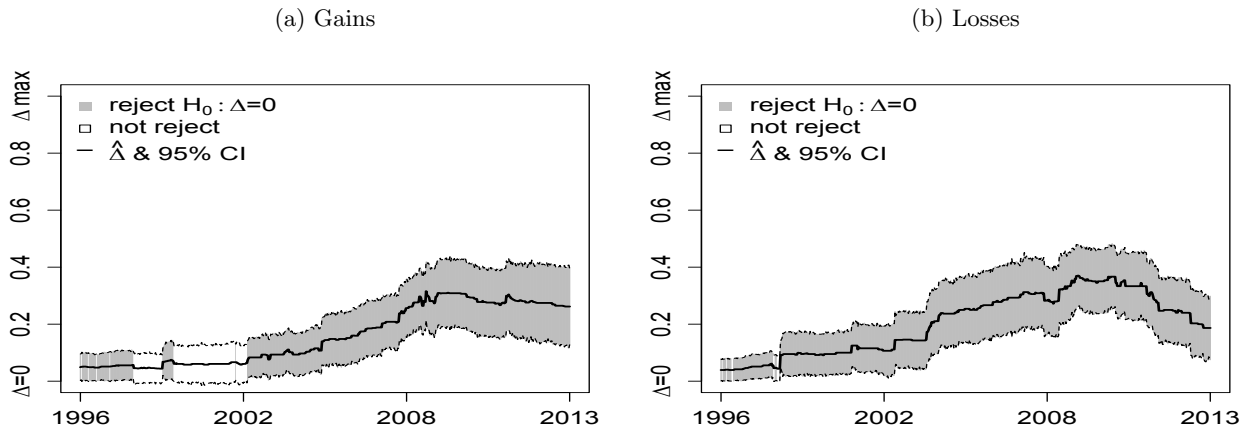 (a) Gains
Δ max
0.8
0.6
0.4
0.2
Δ=0
reject H₀ : Δ=0
not reject
Δ̂ & 95% CI
1996 2002 2008 2013
(b) Losses
Δ max
0.8
0.6
0.4
0.2
Δ=0
reject H₀ : Δ=0
not reject
Δ̂ & 95% CI
1996 2002 2008 2013